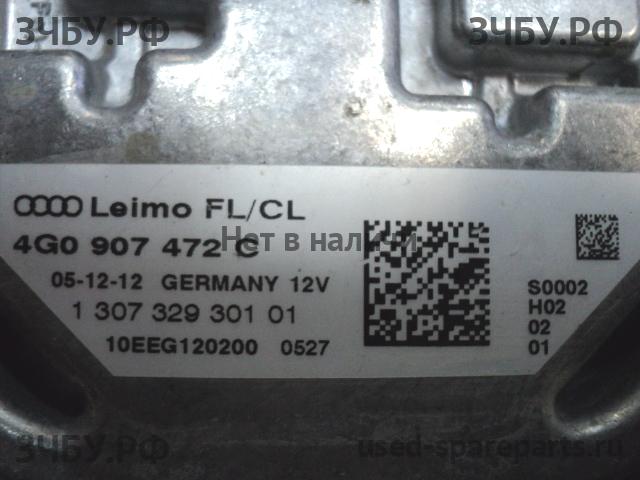 ЗЧБУ.РФ
ЗЧБУ.РФ
Leimo FL/CL
4G0 907 472 C
Нет в наличии
05-12-12 GERMANY 12V
1 307 329 301 01
10EEG120200 0527
S0002
H02
02
01
ЗЧБУ.РФ
used-spareparts.ru